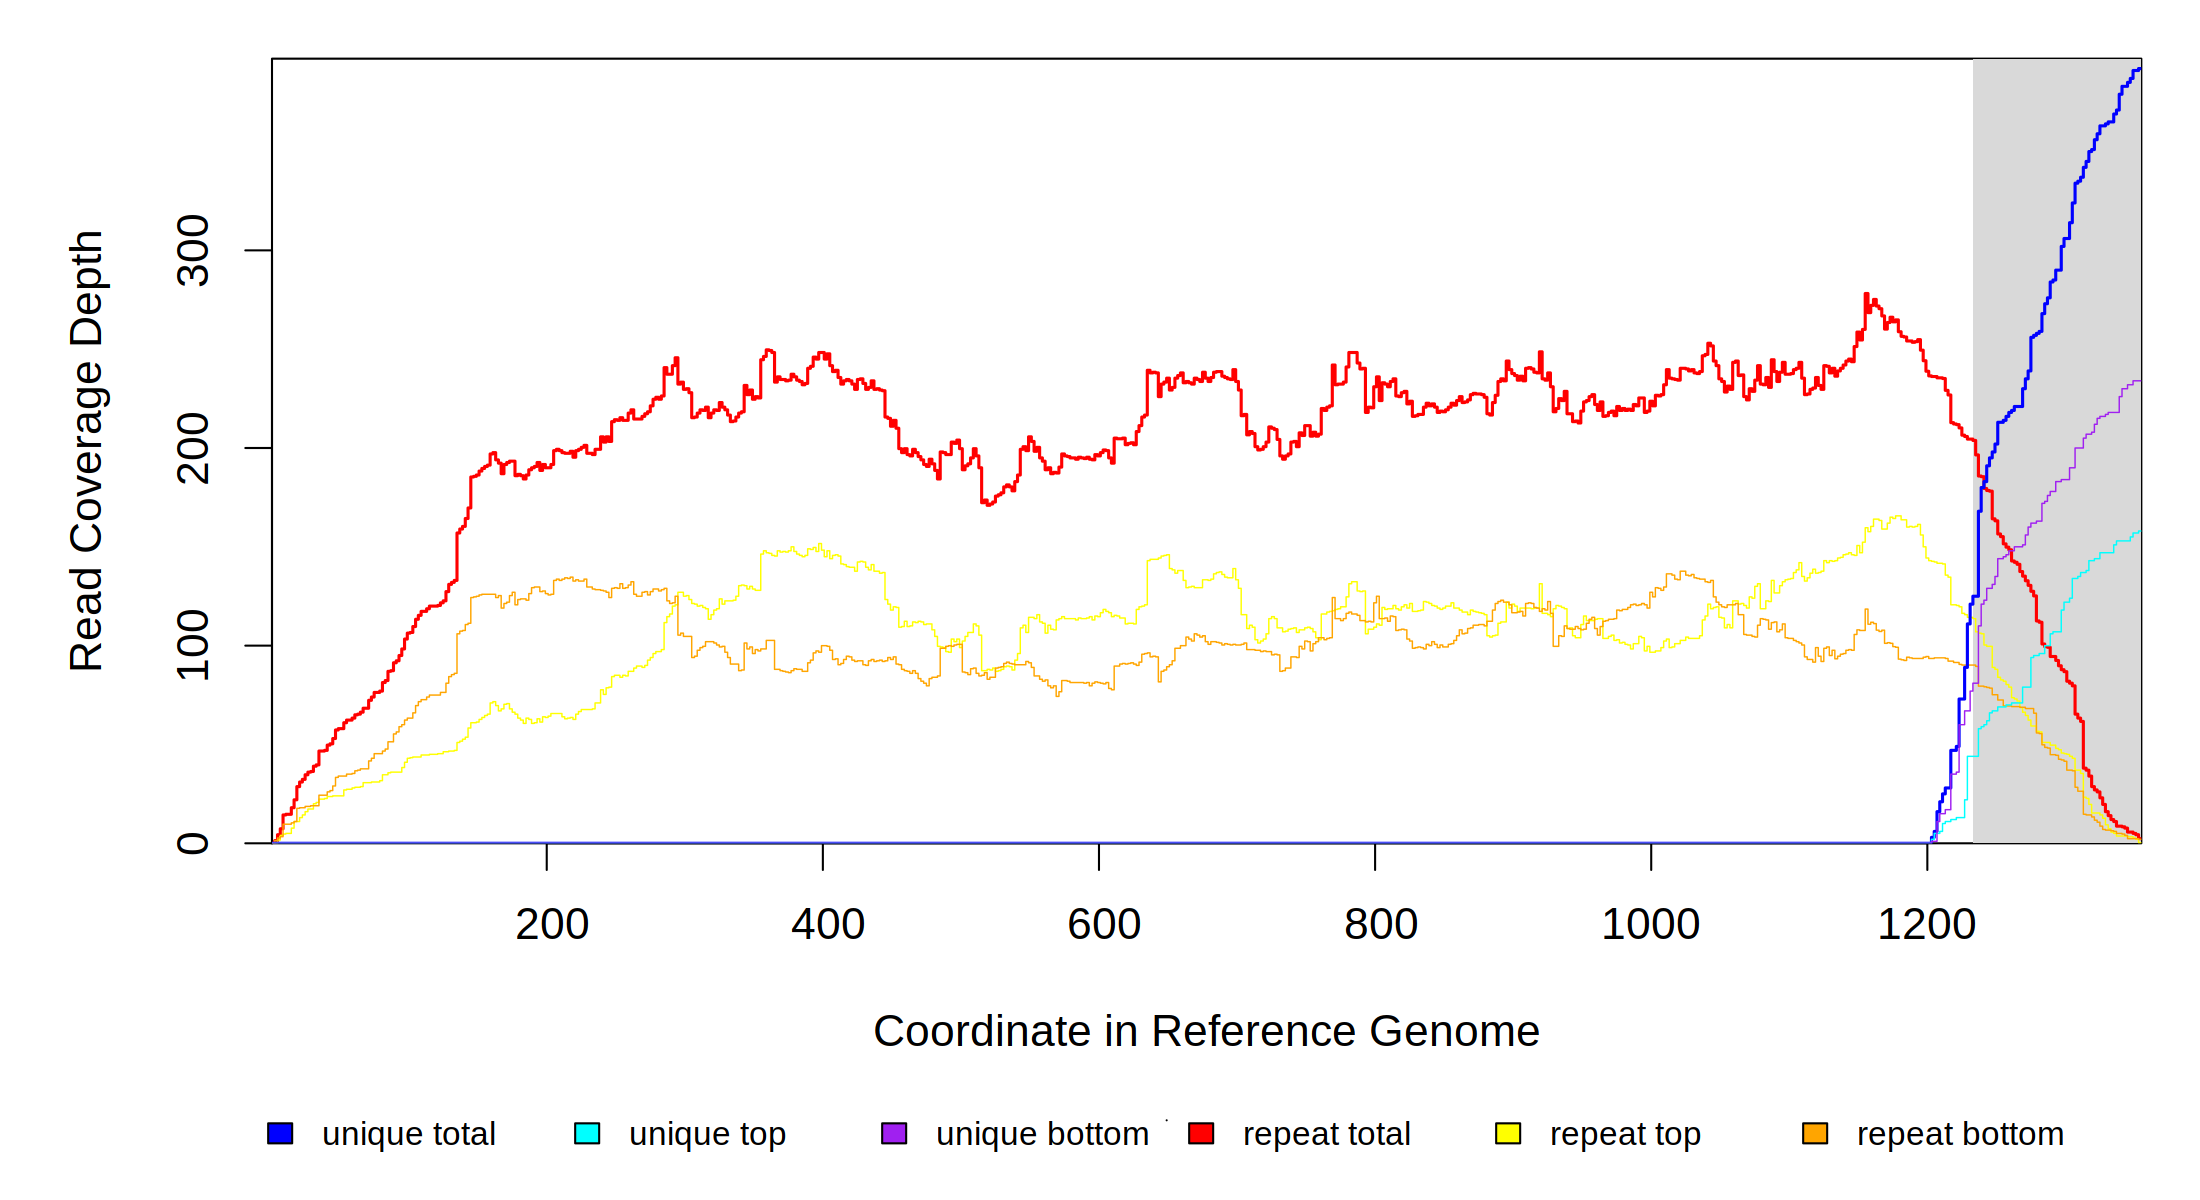 Read Coverage Depth
300
200
100
0
200 400 600 800 1000 1200
Coordinate in Reference Genome
unique total unique top unique bottom repeat total repeat top repeat bottom